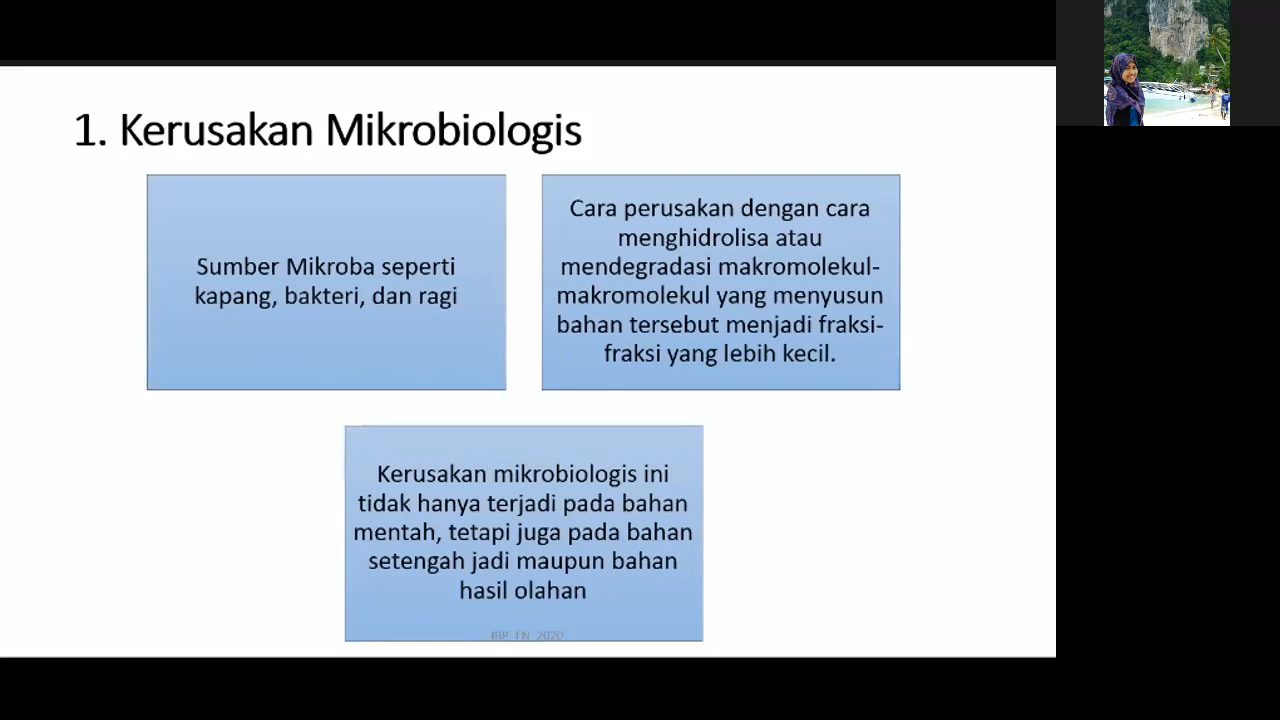 1. Kerusakan Mikrobiologis
Sumber Mikroba seperti
kapang, bakteri, dan ragi
Cara perusakan dengan cara
menghidrolisa atau
mendegradasi makromolekul-
makromolekul yang menyusun
bahan tersebut menjadi fraksi-
fraksi yang lebih kecil.
Kerusakan mikrobiologis ini
tidak hanya terjadi pada bahan
mentah, tetapi juga pada bahan
setengah jadi maupun bahan
hasil olahan
2020